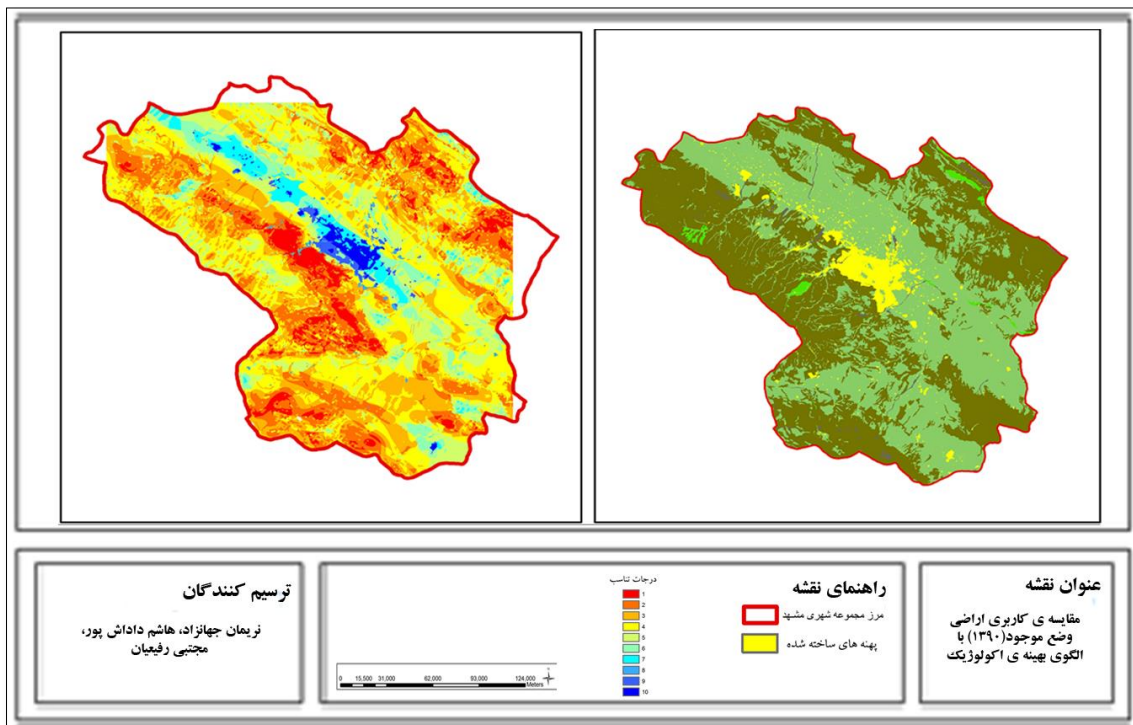 عنوان نقشه
مقایسه ی کاربری اراضی
وضع موجود(۱۳۹۰) با
الگوی بهینه ی اکولوژیک
راهنمای نقشه
مرز مجموعه شهری مشهد
پهنه های ساخته شده
درجات تناسب
1
2
3
4
5
6
7
8
9
10
0 15,500 31,000 62,000 93,000 124,000
Meters
ترسیم کنندگان
نریمان جهانزاد، هاشم داداش پور،
مجتبی رفیعیان